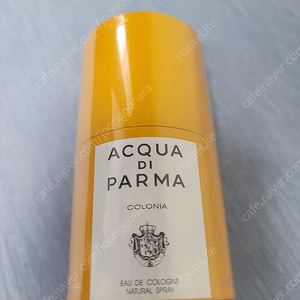 ACQUA
DI
PARMA
COLONIA
EAU DE COLOGNE
NATURAL SPRAY